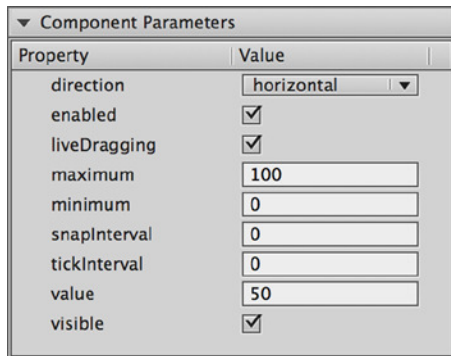 Component Parameters
Property Value
direction horizontal
enabled
liveDragging
maximum 100
minimum 0
snapInterval 0
tickInterval 0
value 50
visible